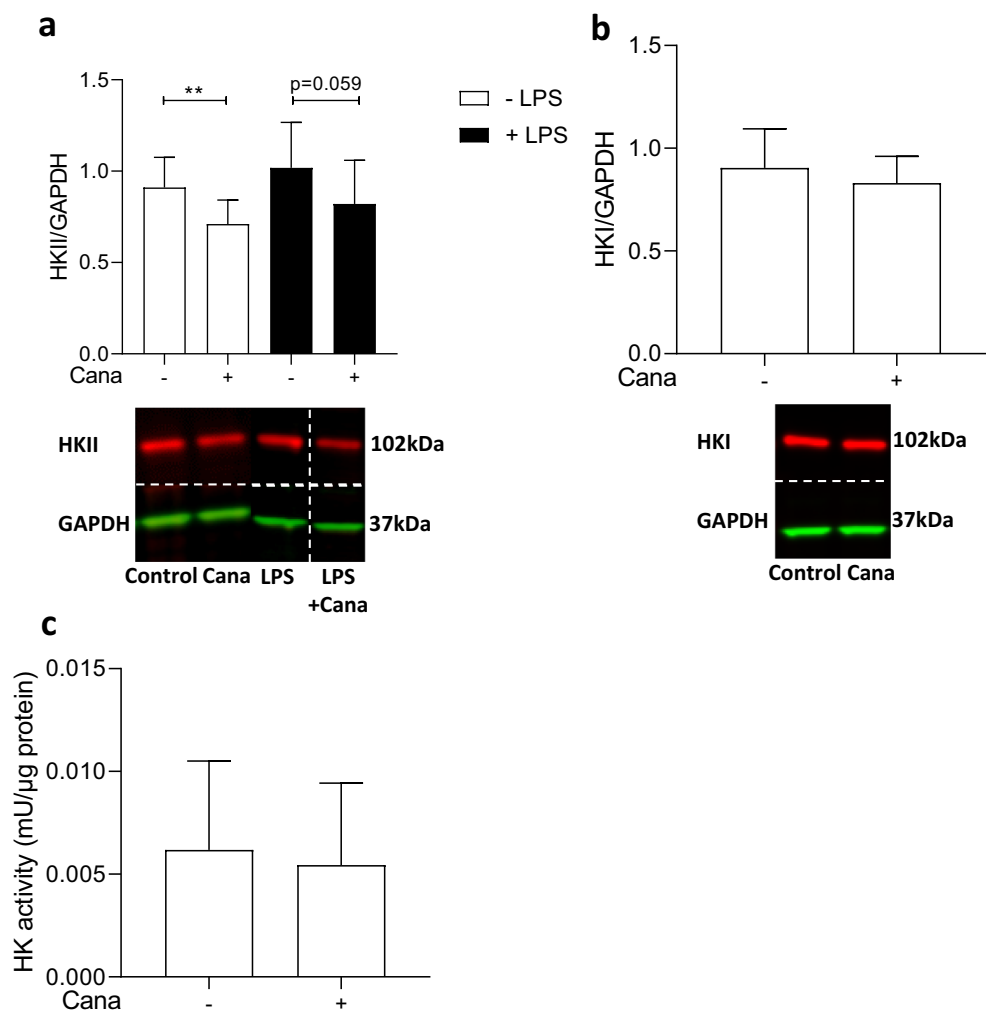 a
1.5
1.0
0.5
0.0
HKII/GAPDH
**
p=0.059
- LPS
+ LPS
Cana - + - +
HKII 102kDa
GAPDH 37kDa
Control Cana LPS LPS
+Cana
b
1.5
1.0
0.5
0.0
HKI/GAPDH
Cana - +
HKI 102kDa
GAPDH 37kDa
Control Cana
c
0.015
0.010
0.005
0.000
HK activity (mU/µg protein)
Cana - +